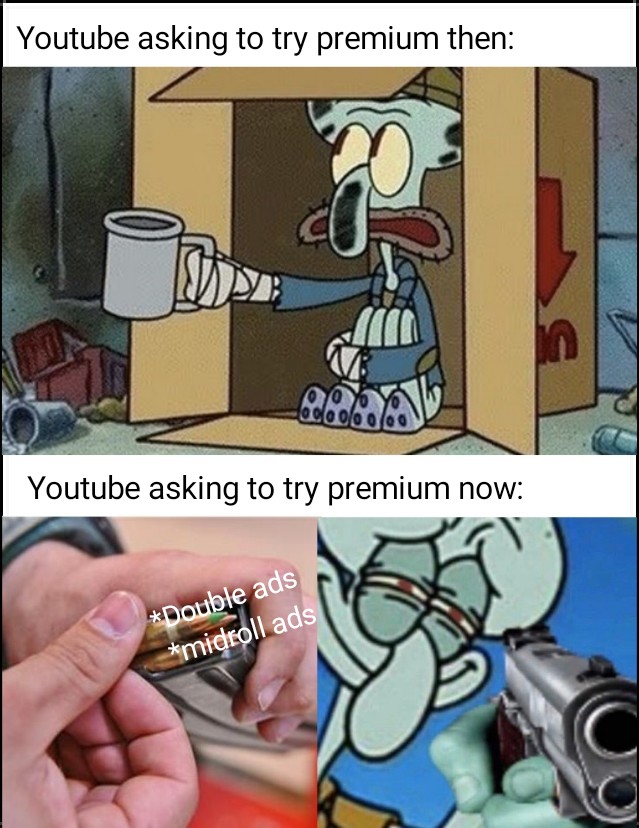 Youtube asking to try premium then:
Youtube asking to try premium now:
*Double ads
*midroll ads